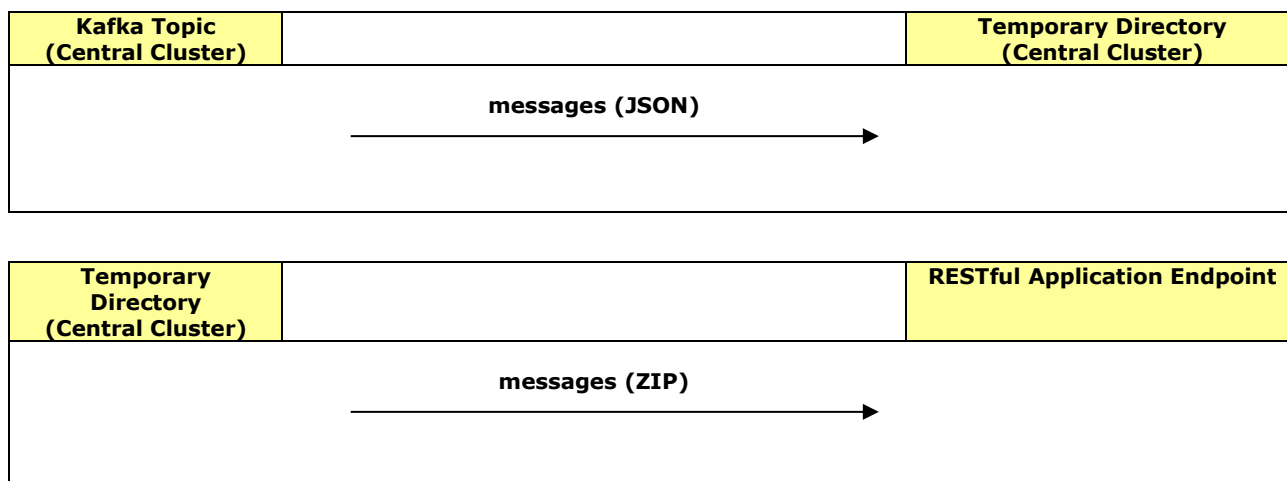 Kafka Topic
(Central Cluster)
Temporary Directory
(Central Cluster)
messages (JSON)
Temporary
Directory
(Central Cluster)
RESTful Application Endpoint
messages (ZIP)